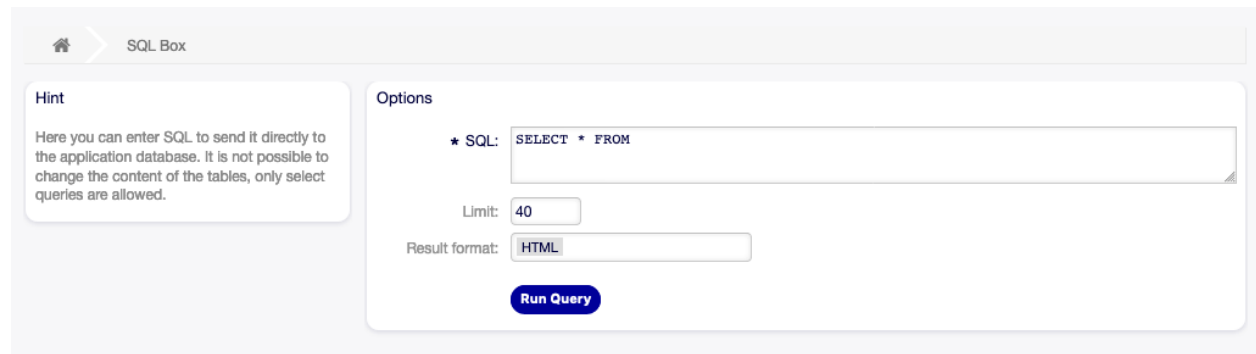 SQL Box
Hint
Here you can enter SQL to send it directly to
the application database. It is not possible to
change the content of the tables, only select
queries are allowed.
Options
* SQL: SELECT * FROM
Limit: 40
Result format: HTML
Run Query